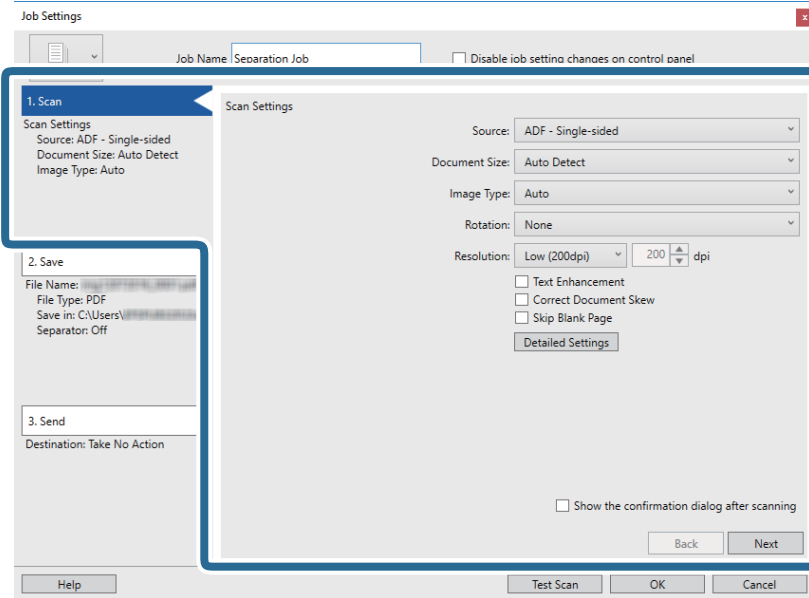 Job Settings
x
Job Name Separation Job Disable job setting changes on control panel
1. Scan
Scan Settings
Source: ADF - Single-sided
Document Size: Auto Detect
Image Type: Auto
2. Save
File Name:
File Type: PDF
Save in: C:\Users\
Separator: Off
3. Send
Destination: Take No Action
Scan Settings
Source: ADF - Single-sided
Document Size: Auto Detect
Image Type: Auto
Rotation: None
Resolution: Low (200dpi) 200 dpi
Text Enhancement
Correct Document Skew
Skip Blank Page
Detailed Settings
Show the confirmation dialog after scanning
Back Next
Help Test Scan OK Cancel